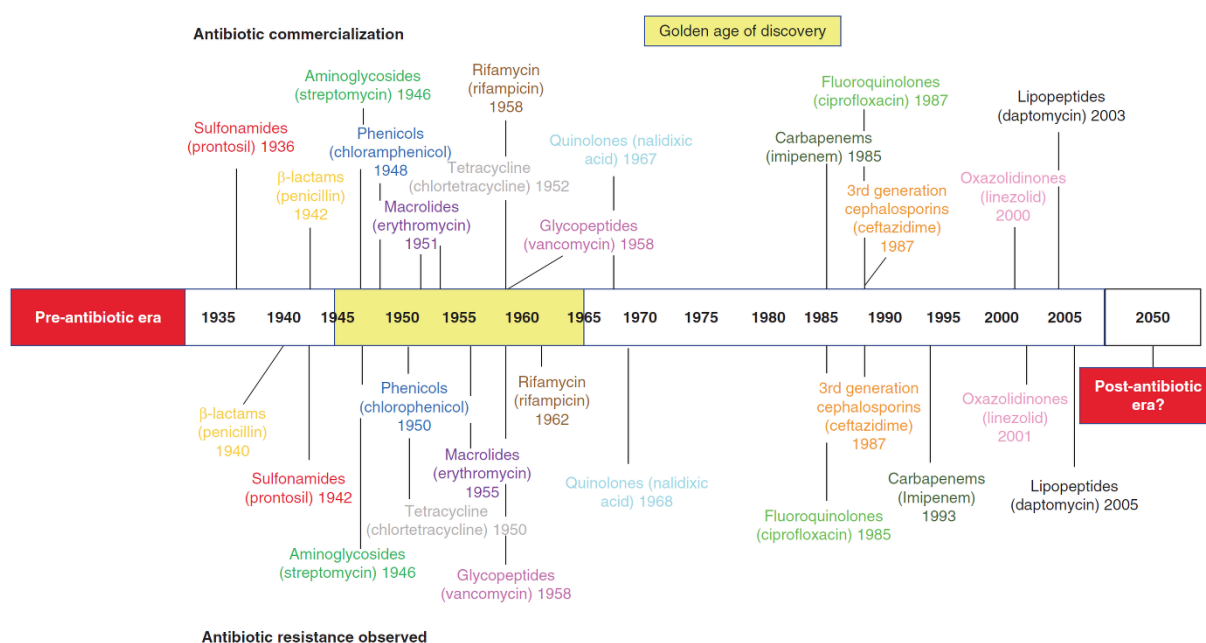 Antibiotic commercialization
Golden age of discovery
Sulfonamides
(prontosil) 1936
β-lactams
(penicillin)
1942
Aminoglycosides
(streptomycin) 1946
Phenicols
(chloramphenicol)
1948
Macrolides
(erythromycin)
1951
Rifamycin
(rifampicin)
1958
Tetracycline
(chlortetracycline) 1952
Glycopeptides
(vancomycin) 1958
Quinolones (nalidixic
acid) 1967
Carbapenems
(imipenem) 1985
Fluoroquinolones
(ciprofloxacin) 1987
3rd generation
cephalosporins
(ceftazidime)
1987
Oxazolidinones
(linezolid)
2000
Lipopeptides
(daptomycin) 2003
Pre-antibiotic era 1935 1940 1945 1950 1955 1960 1965 1970 1975 1980 1985 1990 1995 2000 2005 2050
β-lactams
(penicillin)
1940
Sulfonamides
(prontosil) 1942
Aminoglycosides
(streptomycin) 1946
Phenicols
(chlorophenicol)
1950
Tetracycline
(chlortetracycline) 1950
Macrolides
(erythromycin)
1955
Glycopeptides
(vancomycin) 1958
Rifamycin
(rifampicin)
1962
Quinolones (nalidixic
acid) 1968
3rd generation
cephalosporins
(ceftazidime)
1987
Fluoroquinolones
(ciprofloxacin) 1985
Carbapenems
(Imipenem)
1993
Oxazolidinones
(linezolid)
2001
Lipopeptides
(daptomycin) 2005
Post-antibiotic
era?
Antibiotic resistance observed